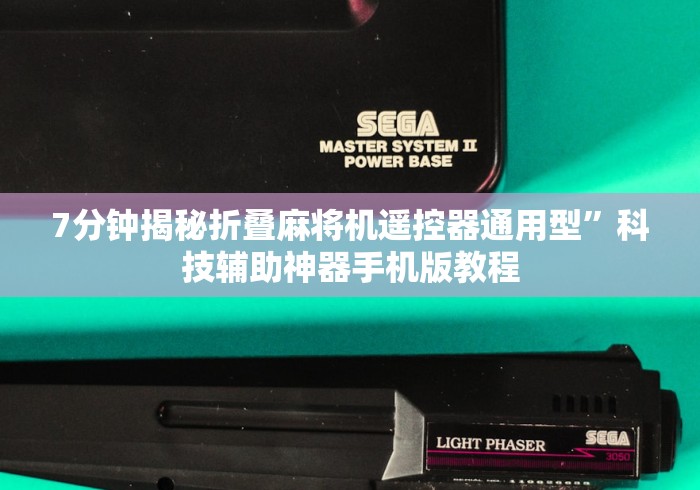 SEGA
MASTER SYSTEM II
POWER BASE
7分钟揭秘折叠麻将机遥控器通用型”科
技辅助神器手机版教程
LIGHT PHASER
SEGA
3050